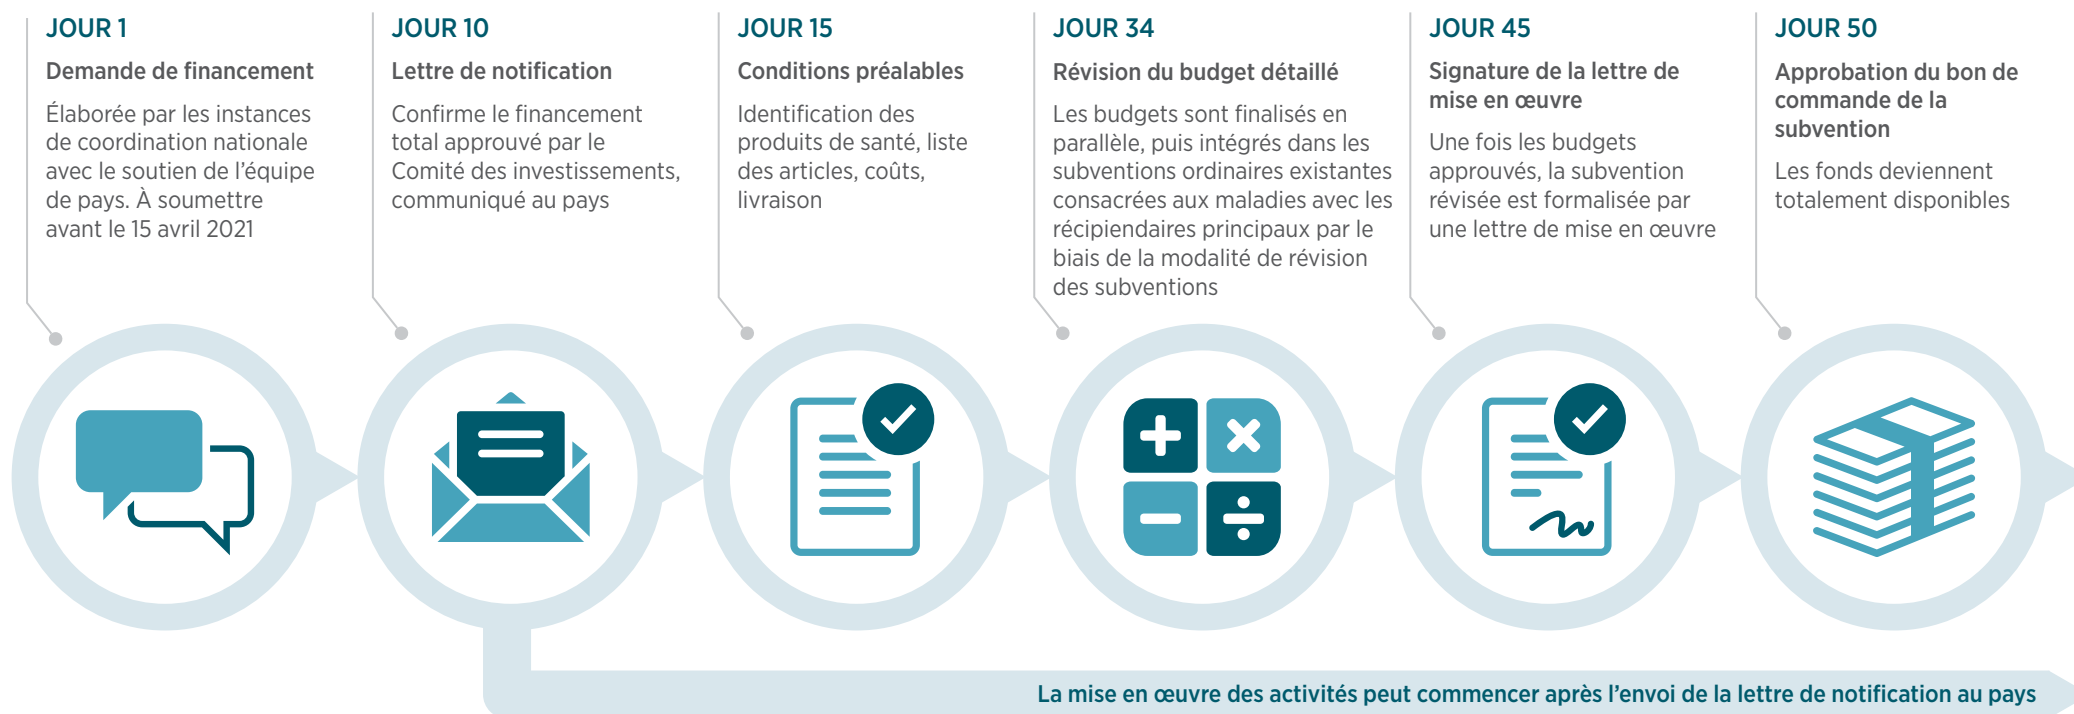 JOUR 1
Demande de financement
Élaborée par les instances
de coordination nationale
avec le soutien de l’équipe
de pays. À soumettre
avant le 15 avril 2021
JOUR 10
Lettre de notification
Confirme le financement
total approuvé par le
Comité des investissements,
communiqué au pays
JOUR 15
Conditions préalables
Identification des
produits de santé, liste
des articles, coûts,
livraison
JOUR 34
Révision du budget détaillé
Les budgets sont finalisés en
parallèle, puis intégrés dans les
subventions ordinaires existantes
consacrées aux maladies avec les
récipiendaires principaux par le
biais de la modalité de révision
des subventions
JOUR 45
Signature de la lettre de
mise en œuvre
Une fois les budgets
approuvés, la subvention
révisée est formalisée par
une lettre de mise en œuvre
JOUR 50
Approbation du bon de
commande de la
subvention
Les fonds deviennent
totalement disponibles
La mise en œuvre des activités peut commencer après l’envoi de la lettre de notification au pays